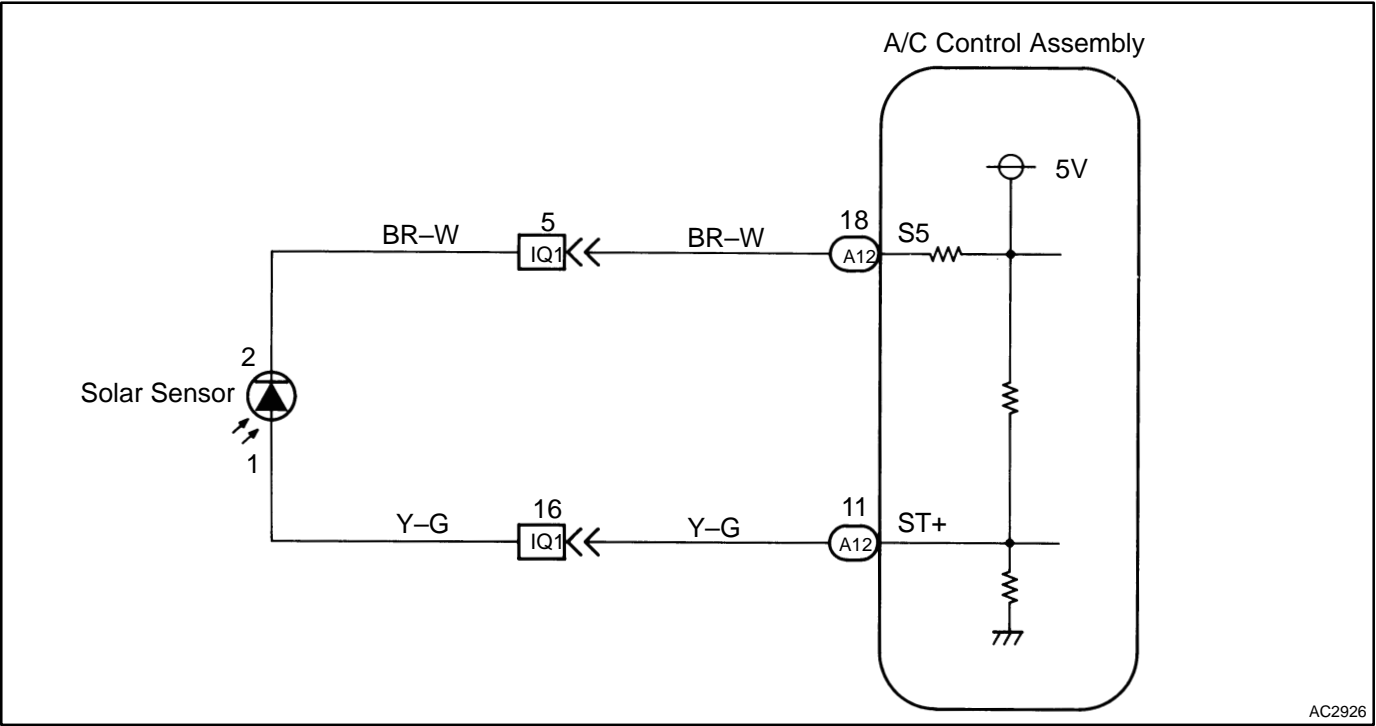 A/C Control Assembly
5V
5
18
BR–W
BR–W
S5
IQ1
A12
2
Solar Sensor
1
16
11
Y–G
Y–G
ST+
IQ1
A12
AC2926